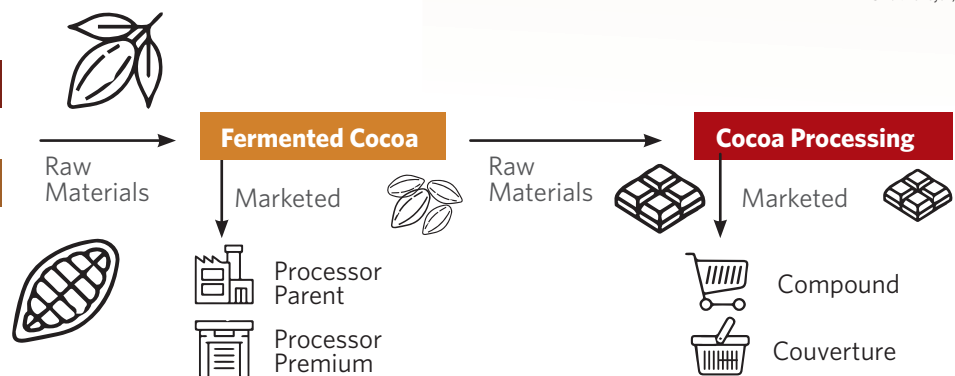 Fermented Cocoa
Cocoa Processing
Raw
Materials
Marketed
Raw
Materials
Marketed
Processor
Parent
Compound
Processor
Premium
Couverture